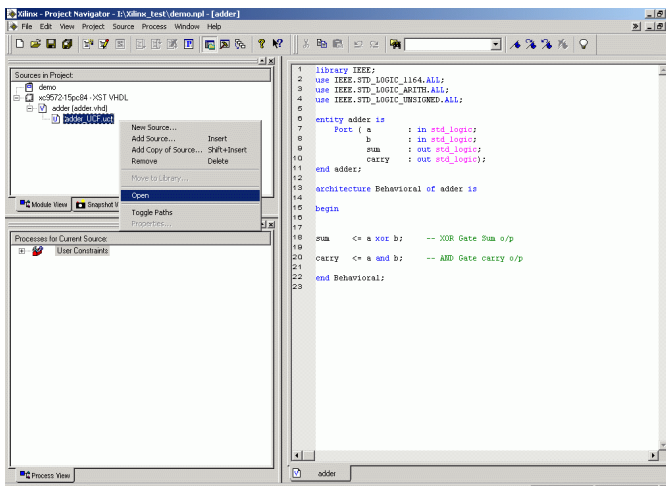 Xilinx - Project Navigator - I:\Xilinx_test\demo.npl - [adder]
File Edit View Project Source Process Window Help
Sources in Project:
demo
xc9572-15pc84 - XST VHDL
adder (adder.vhd)
adder_UCF.ucf
New Source...
Add Source... Insert
Add Copy of Source... Shift+Insert
Remove Delete
Move to Library...
Open
Toggle Paths
Properties...
Module View Snapshot V
Processes for Current Source:
User Constraints
Process View
1 library IEEE;
2 use IEEE.STD_LOGIC_1164.ALL;
3 use IEEE.STD_LOGIC_ARITH.ALL;
4 use IEEE.STD_LOGIC_UNSIGNED.ALL;
5
6 entity adder is
7 Port ( a : in std_logic;
8 b : in std_logic;
9 sum : out std_logic;
10 carry : out std_logic);
11 end adder;
12
13 architecture Behavioral of adder is
14
15 begin
16
17
18 sum <= a xor b; -- XOR Gate Sum o/p
19
20 carry <= a and b; -- AND Gate carry o/p
21
22 end Behavioral;
23
adder